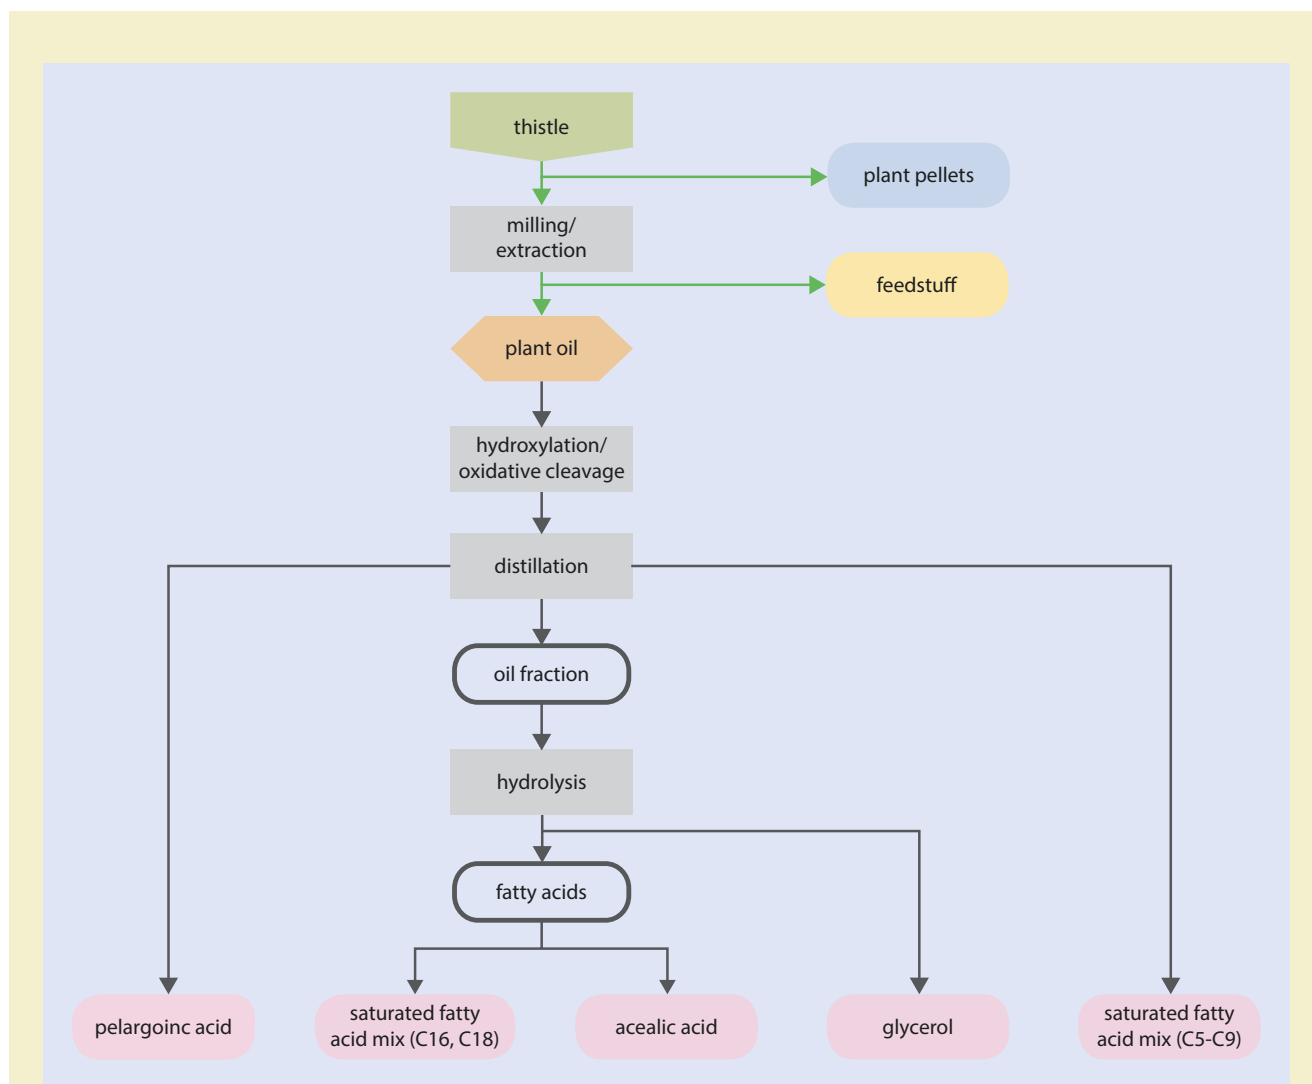 thistle
plant pellets
milling/
extraction
feedstuff
plant oil
hydroxylation/
oxidative cleavage
distillation
oil fraction
hydrolysis
fatty acids
pelargoinc acid
saturated fatty
acid mix (C16, C18)
acealic acid
glycerol
saturated fatty
acid mix (C5-C9)